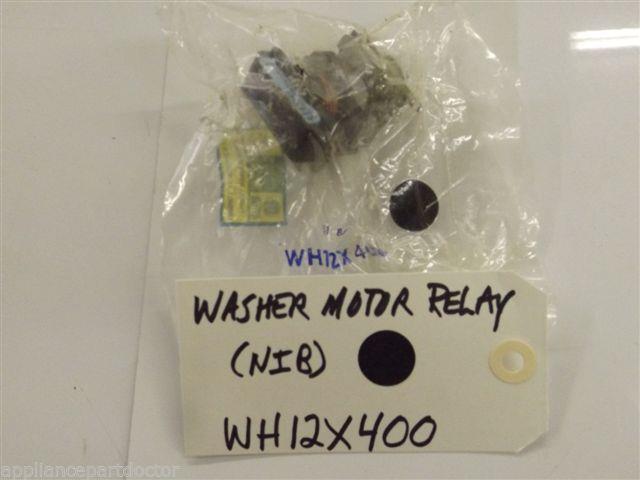 WH12X400
WASHER MOTOR RELAY
(NIB)
WH12X400
appliancepartdoctor